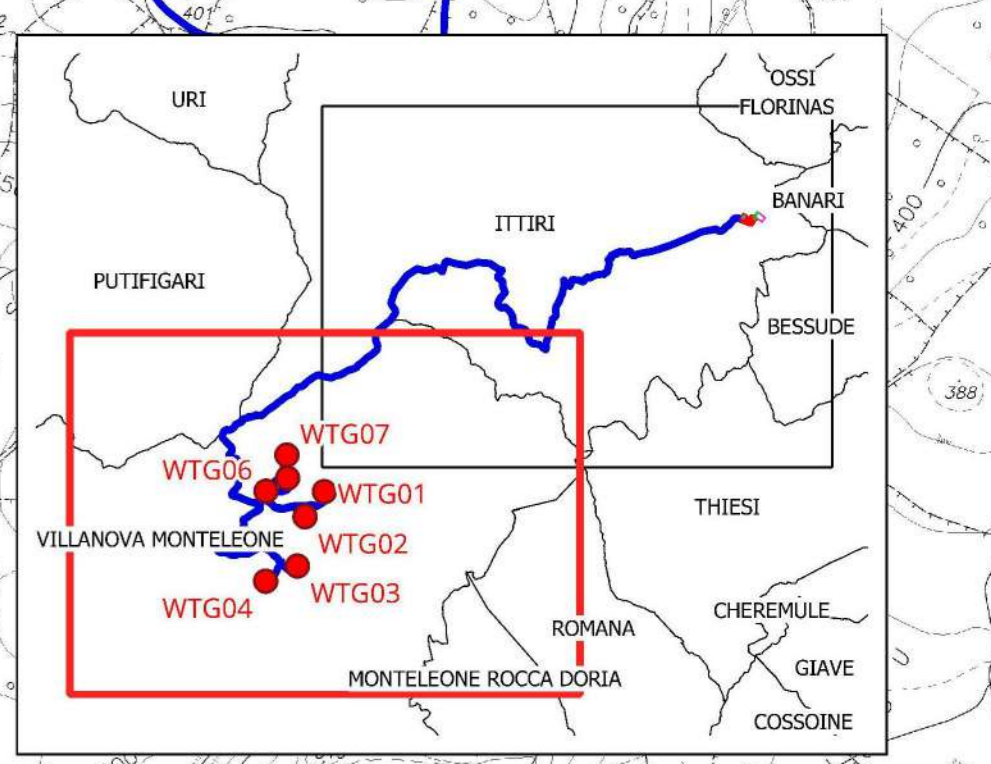 401
OSSI
URI
FLORINAS
BANARI
400
ITTIRI
PUTIFIGARI
BESSUDE
388
WTG07
WTG06
WTG01
THIESI
VILLANOVA MONTELEONE
WTG02
WTG03
WTG04
CHEREMULE
ROMANA
GIAVE
MONTELEONE ROCCA DORIA
COSSOINE